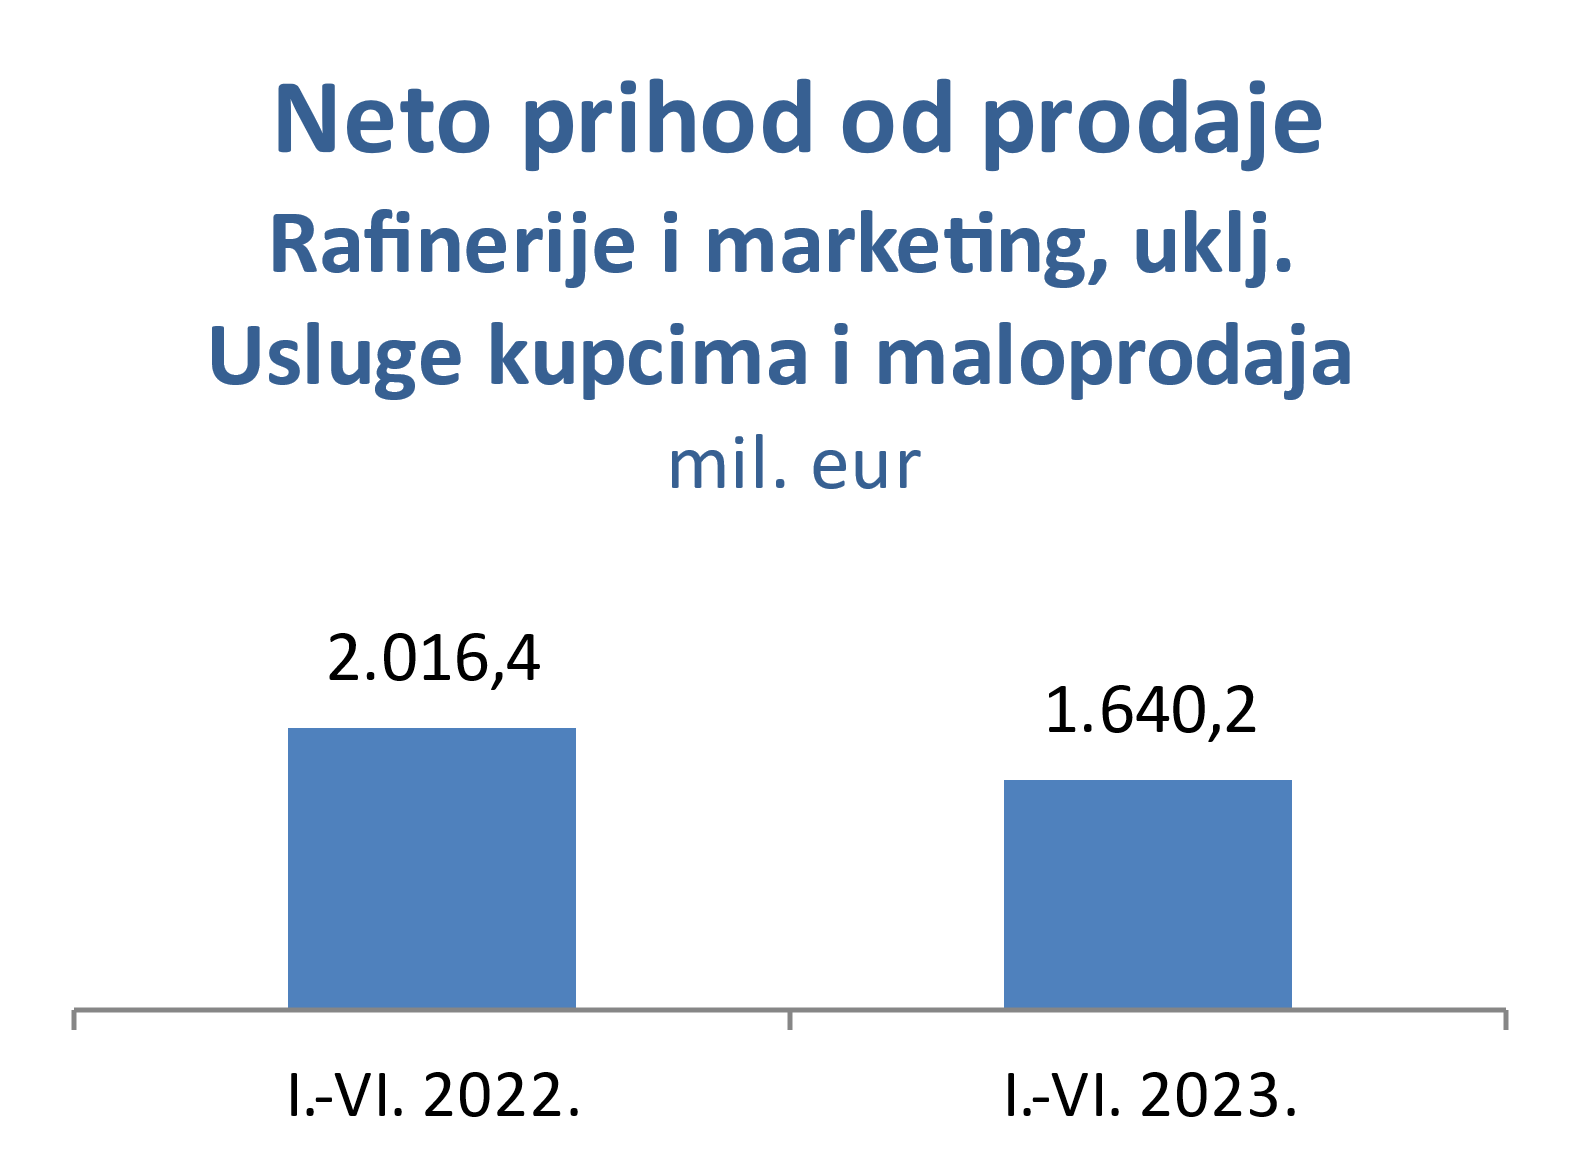 Neto prihod od prodaje
Rafinerije i marketing, uklj.
Usluge kupcima i maloprodaja
mil. eur
2.016,4
1.640,2
I.-VI. 2022.
I.-VI. 2023.